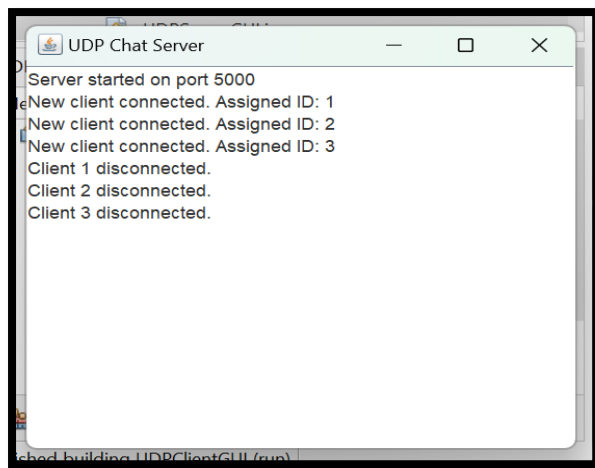 UDP Chat Server
Server started on port 5000
New client connected. Assigned ID: 1
New client connected. Assigned ID: 2
New client connected. Assigned ID: 3
Client 1 disconnected.
Client 2 disconnected.
Client 3 disconnected.
building UDPClientGUI (run)